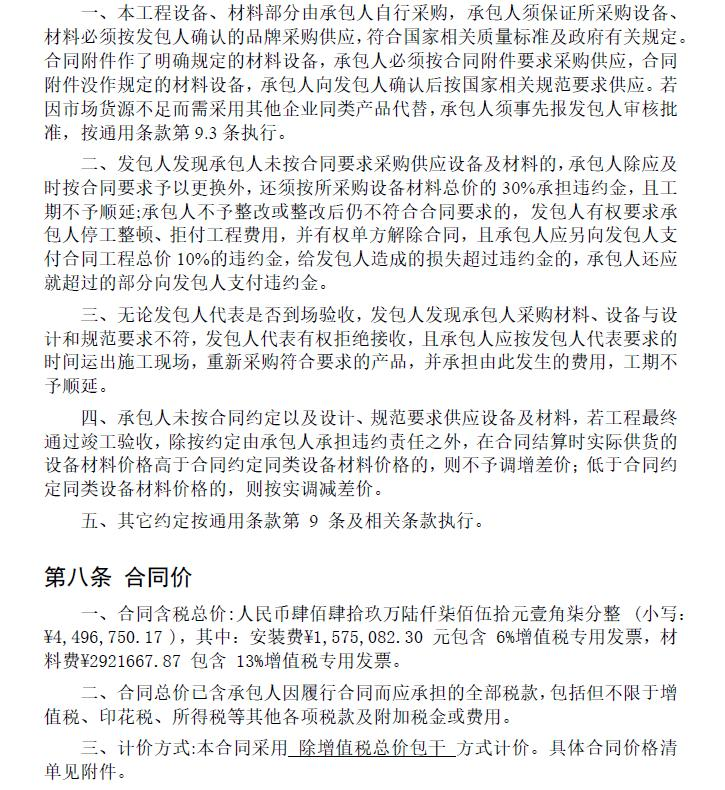 一、本工程设备、材料部分由承包人自行采购，承包人须保证所采购设备、
材料必须按发包人确认的品牌采购供应，符合国家相关质量标准及政府有关规定。
合同附件作了明确规定的材料设备，承包人必须按合同附件要求采购供应，合同
附件没作规定的材料设备，承包人向发包人确认后按国家相关规范要求供应。若
因市场货源不足而需采用其他企业同类产品代替，承包人须事先报发包人审核批
准，按通用条款第 9.3 条执行。
二、发包人发现承包人未按合同要求采购供应设备及材料的，承包人除应及
时按合同要求予以更换外，还须按所采购设备材料总价的 30%承担违约金，且工
期不予顺延;承包人不予整改或整改后仍不符合合同要求的，发包人有权要求承
包人停工整顿、拒付工程费用，并有权单方解除合同，且承包人应另向发包人支
付合同工程总价 10%的违约金，给发包人造成的损失超过违约金的，承包人还应
就超过的部分向发包人支付违约金。
三、无论发包人代表是否到场验收，发包人发现承包人采购材料、设备与设
计和规范要求不符，发包人代表有权拒绝接收，且承包人应按发包人代表要求的
时间运出施工现场，重新采购符合要求的产品，并承担由此发生的费用，工期不
予顺延。
四、承包人未按合同约定以及设计、规范要求供应设备及材料，若工程最终
通过竣工验收，除按约定由承包人承担违约责任之外，在合同结算时实际供货的
设备材料价格高于合同约定同类设备材料价格的，则不予调增差价；低于合同约
定同类设备材料价格的，则按实调减差价。
五、其它约定按通用条款第 9 条及相关条款执行。
第八条 合同价
一、合同含税总价:人民币肆佰肆拾玖万陆仟柒佰伍拾元壹角柒分整 (小写:
¥4,496,750.17 )，其中: 安装费¥1,575,082.30 元包含 6%增值税专用发票，材
料费¥2921667.87 包含 13%增值税专用发票。
二、合同总价已含承包人因履行合同而应承担的全部税款,包括但不限于增
值税、印花税、所得税等其他各项税款及附加税金或费用。
三、计价方式:本合同采用 除增值税总价包干 方式计价。具体合同价格清
单见附件。